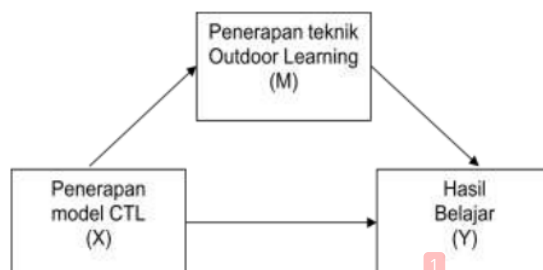 Penerapan teknik
Outdoor Learning
(M)
Penerapan
model CTL
(X)
Hasil
Belajar
(Y)
1